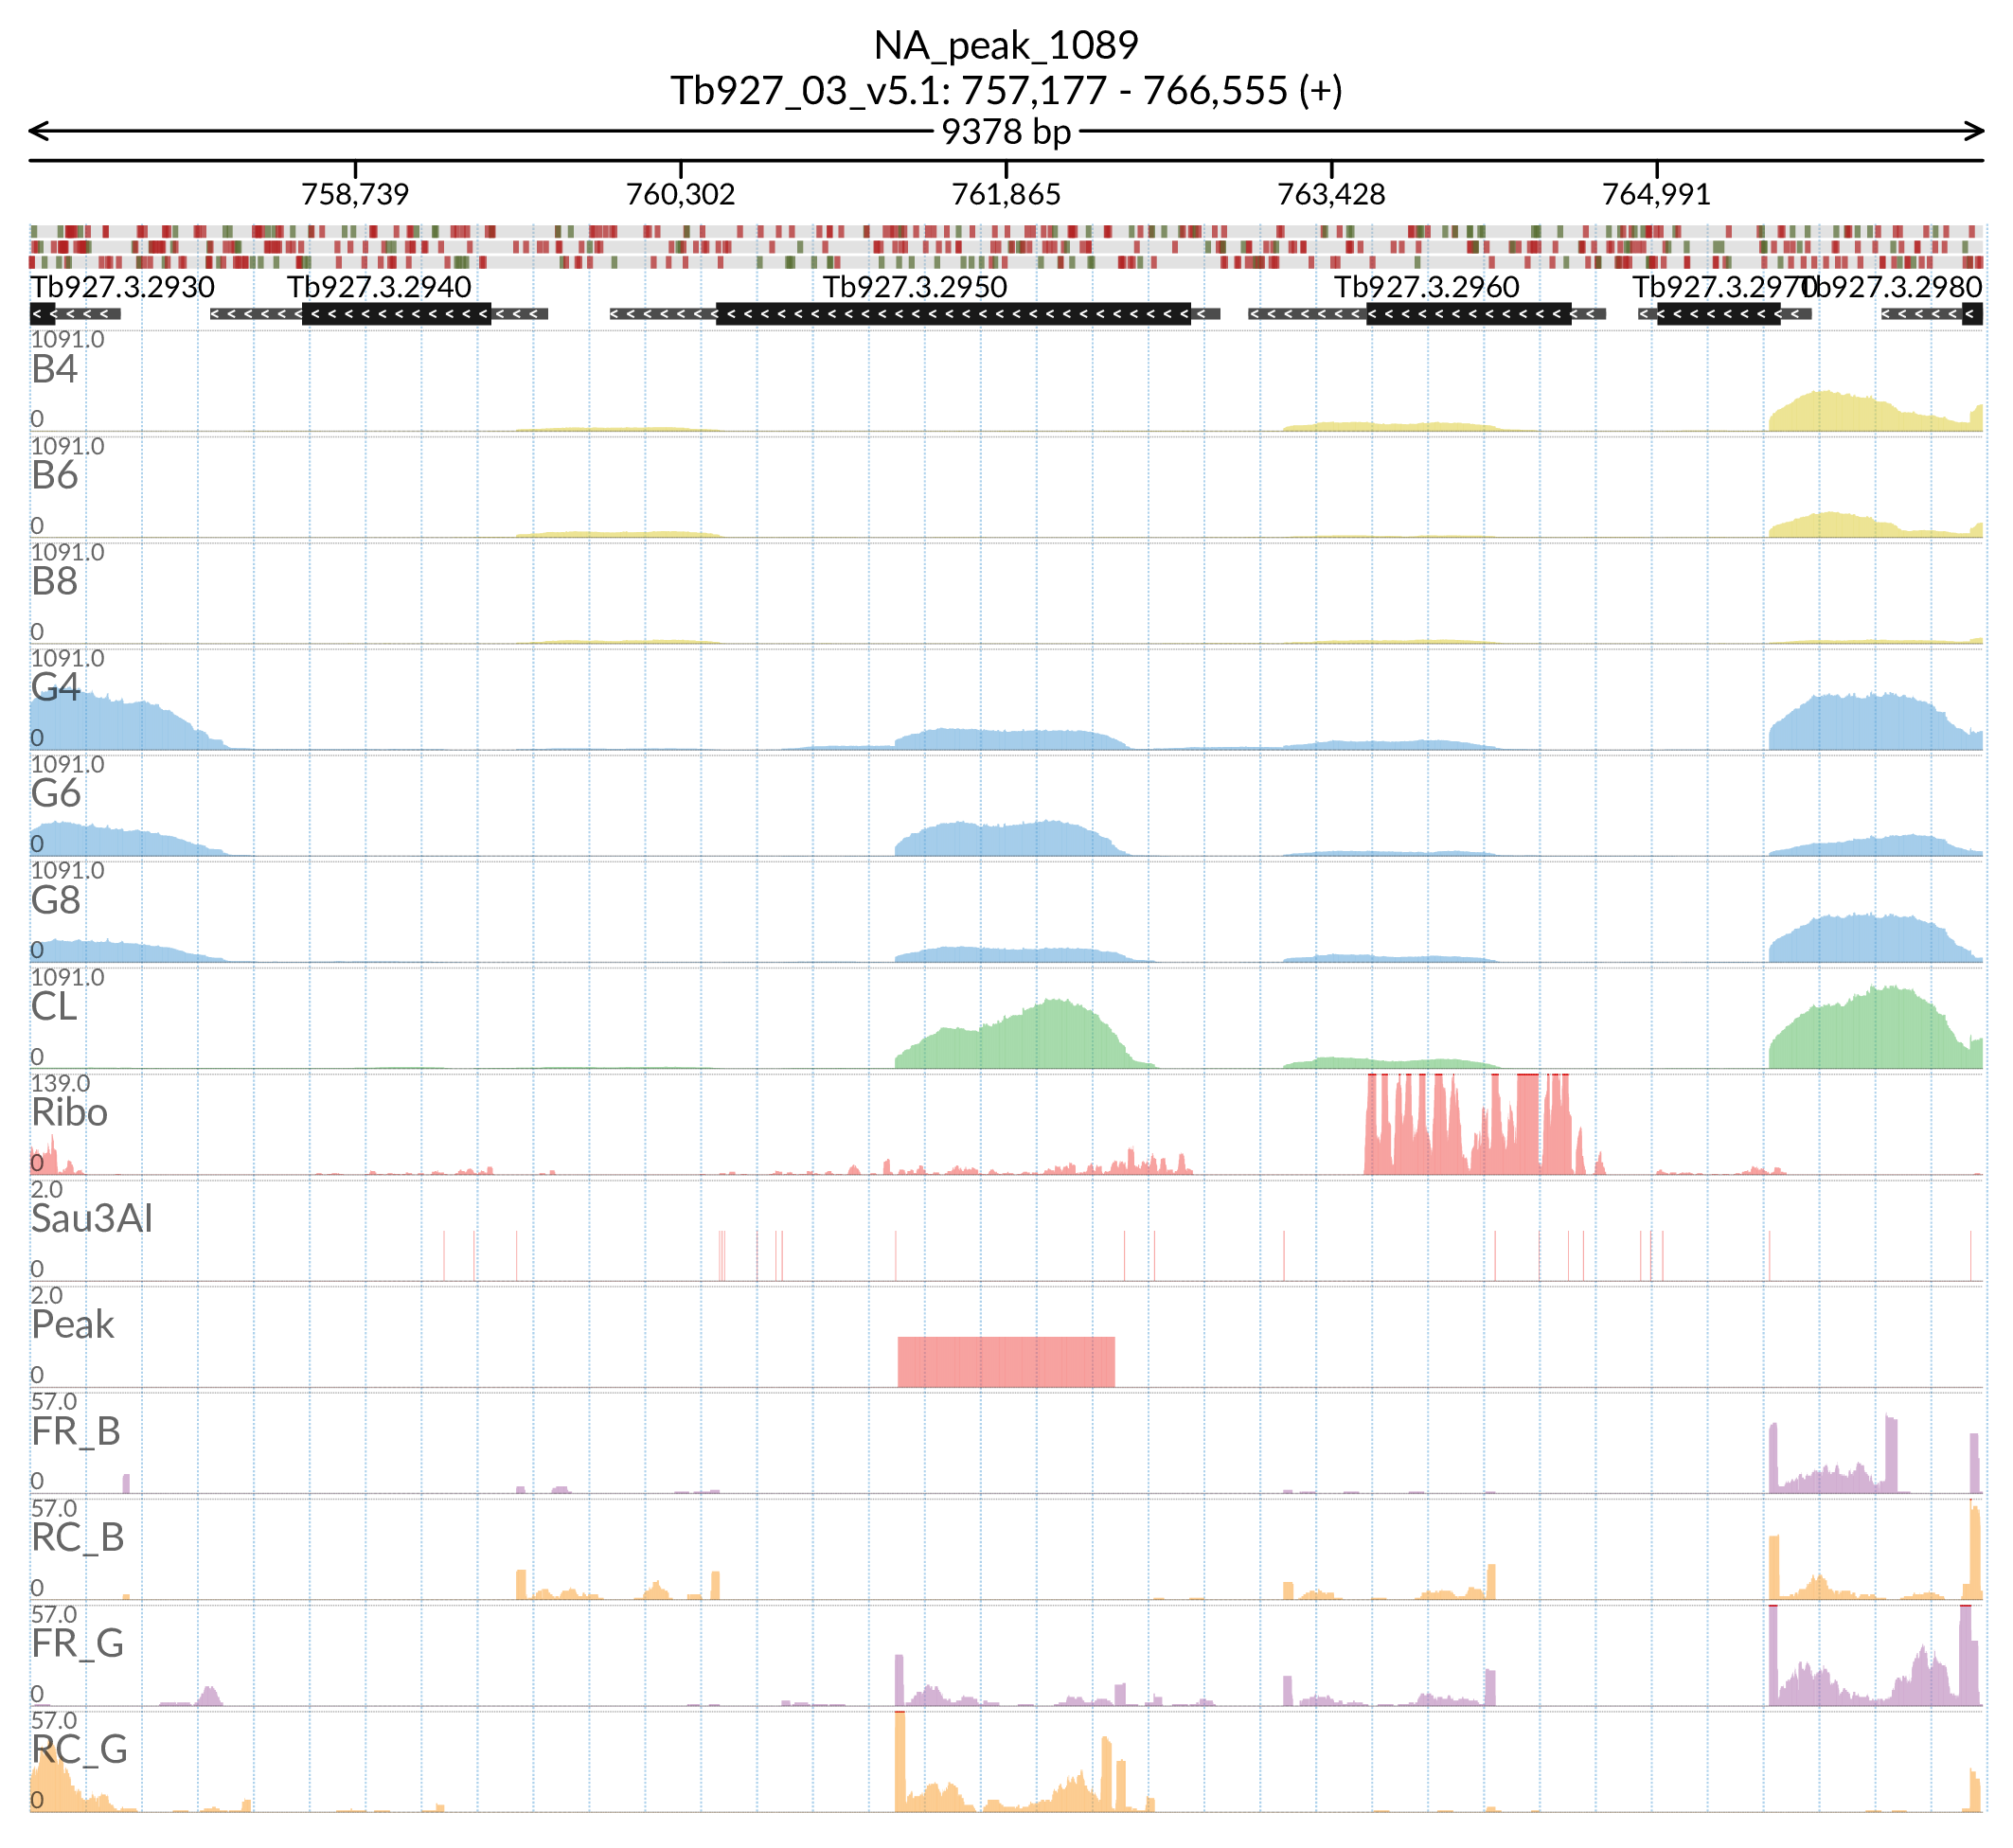 NA_peak_1089
Tb927_03_v5.1: 757,177 - 766,555 (+)
9378 bp
758,739 760,302 761,865 763,428 764,991
Tb927.3.2930 Tb927.3.2940 Tb927.3.2950 Tb927.3.2960 Tb927.3.2970 Tb927.3.2980
1091.0
B4
0
1091.0
B6
0
1091.0
B8
0
1091.0
G4
0
1091.0
G6
0
1091.0
G8
0
1091.0
CL
0
139.0
Ribo
0
2.0
Sau3AI
0
2.0
Peak
0
57.0
FR_B
0
57.0
RC_B
0
57.0
FR_G
0
57.0
RC_G
0